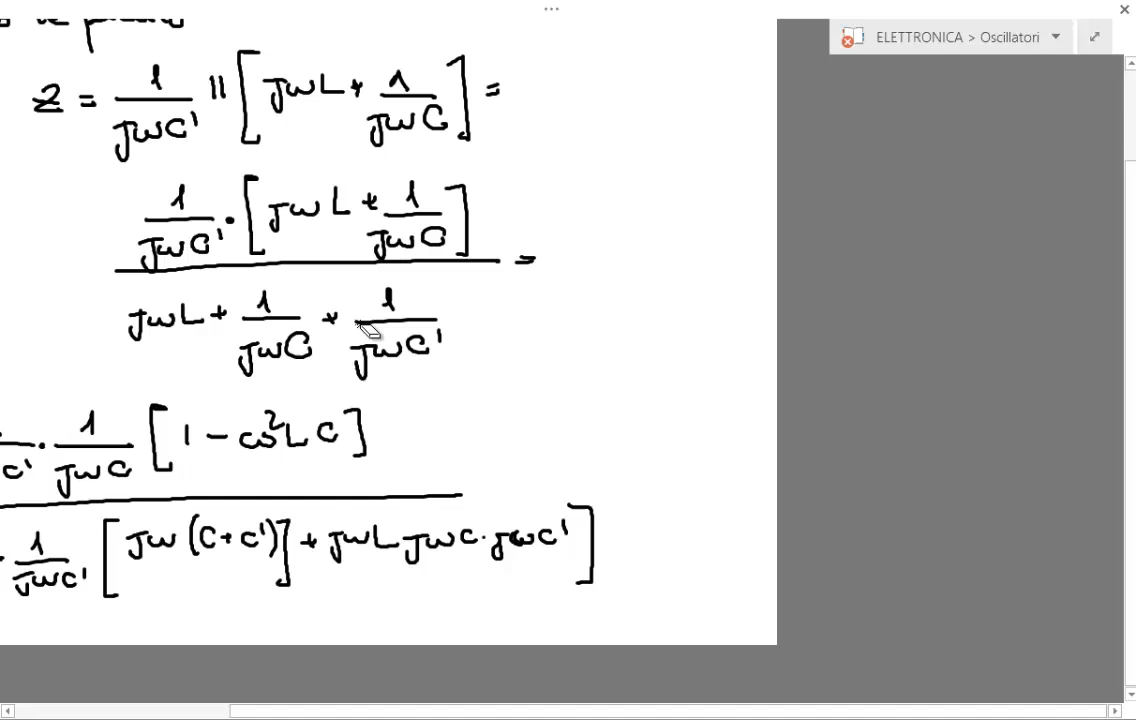 ELETTRONICA > Oscillatori
Z = 1/(jωC') || [jωL + 1/(jωC)] =
1/(jωC') · [jωL + 1/(jωC)]
=
jωL + 1/(jωC) + 1/(jωC')
C' · 1/(jωC) [1 - ω²LC]
· 1/(jωC') [jω(C+C')] + jωL jωC · jωC']